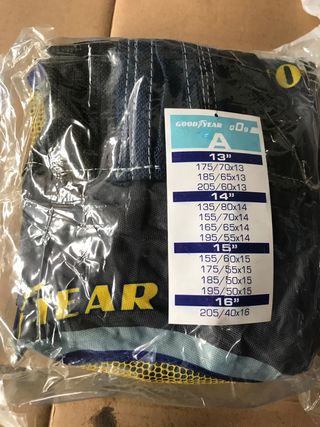 GOODYEAR
A
13"
175/70x13
185/65x13
205/60x13
14"
135/80x14
155/70x14
165/65x14
195/55x14
15"
155/60x15
175/55x15
185/50x15
195/50x15
16"
205/40x16
YEAR
O